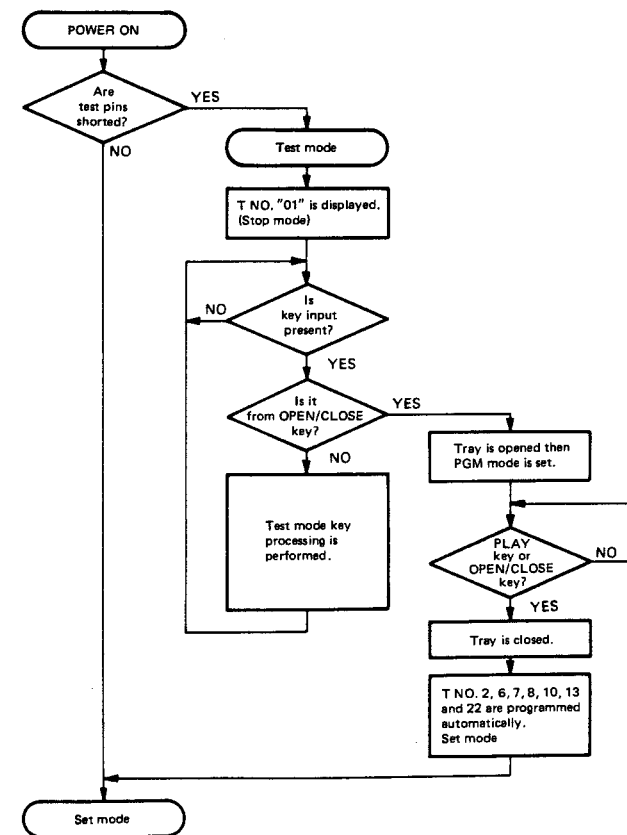 POWER ON
Are
test pins
shorted?
YES
NO
Test mode
T NO. "01" is displayed.
(Stop mode)
Is
key input
present?
NO
YES
Is it
from OPEN/CLOSE
key?
YES
NO
Tray is opened then
PGM mode is set.
Test mode key
processing is
performed.
PLAY
key or
OPEN/CLOSE
key?
NO
YES
Tray is closed.
T NO. 2, 6, 7, 8, 10, 13
and 22 are programmed
automatically.
Set mode
Set mode